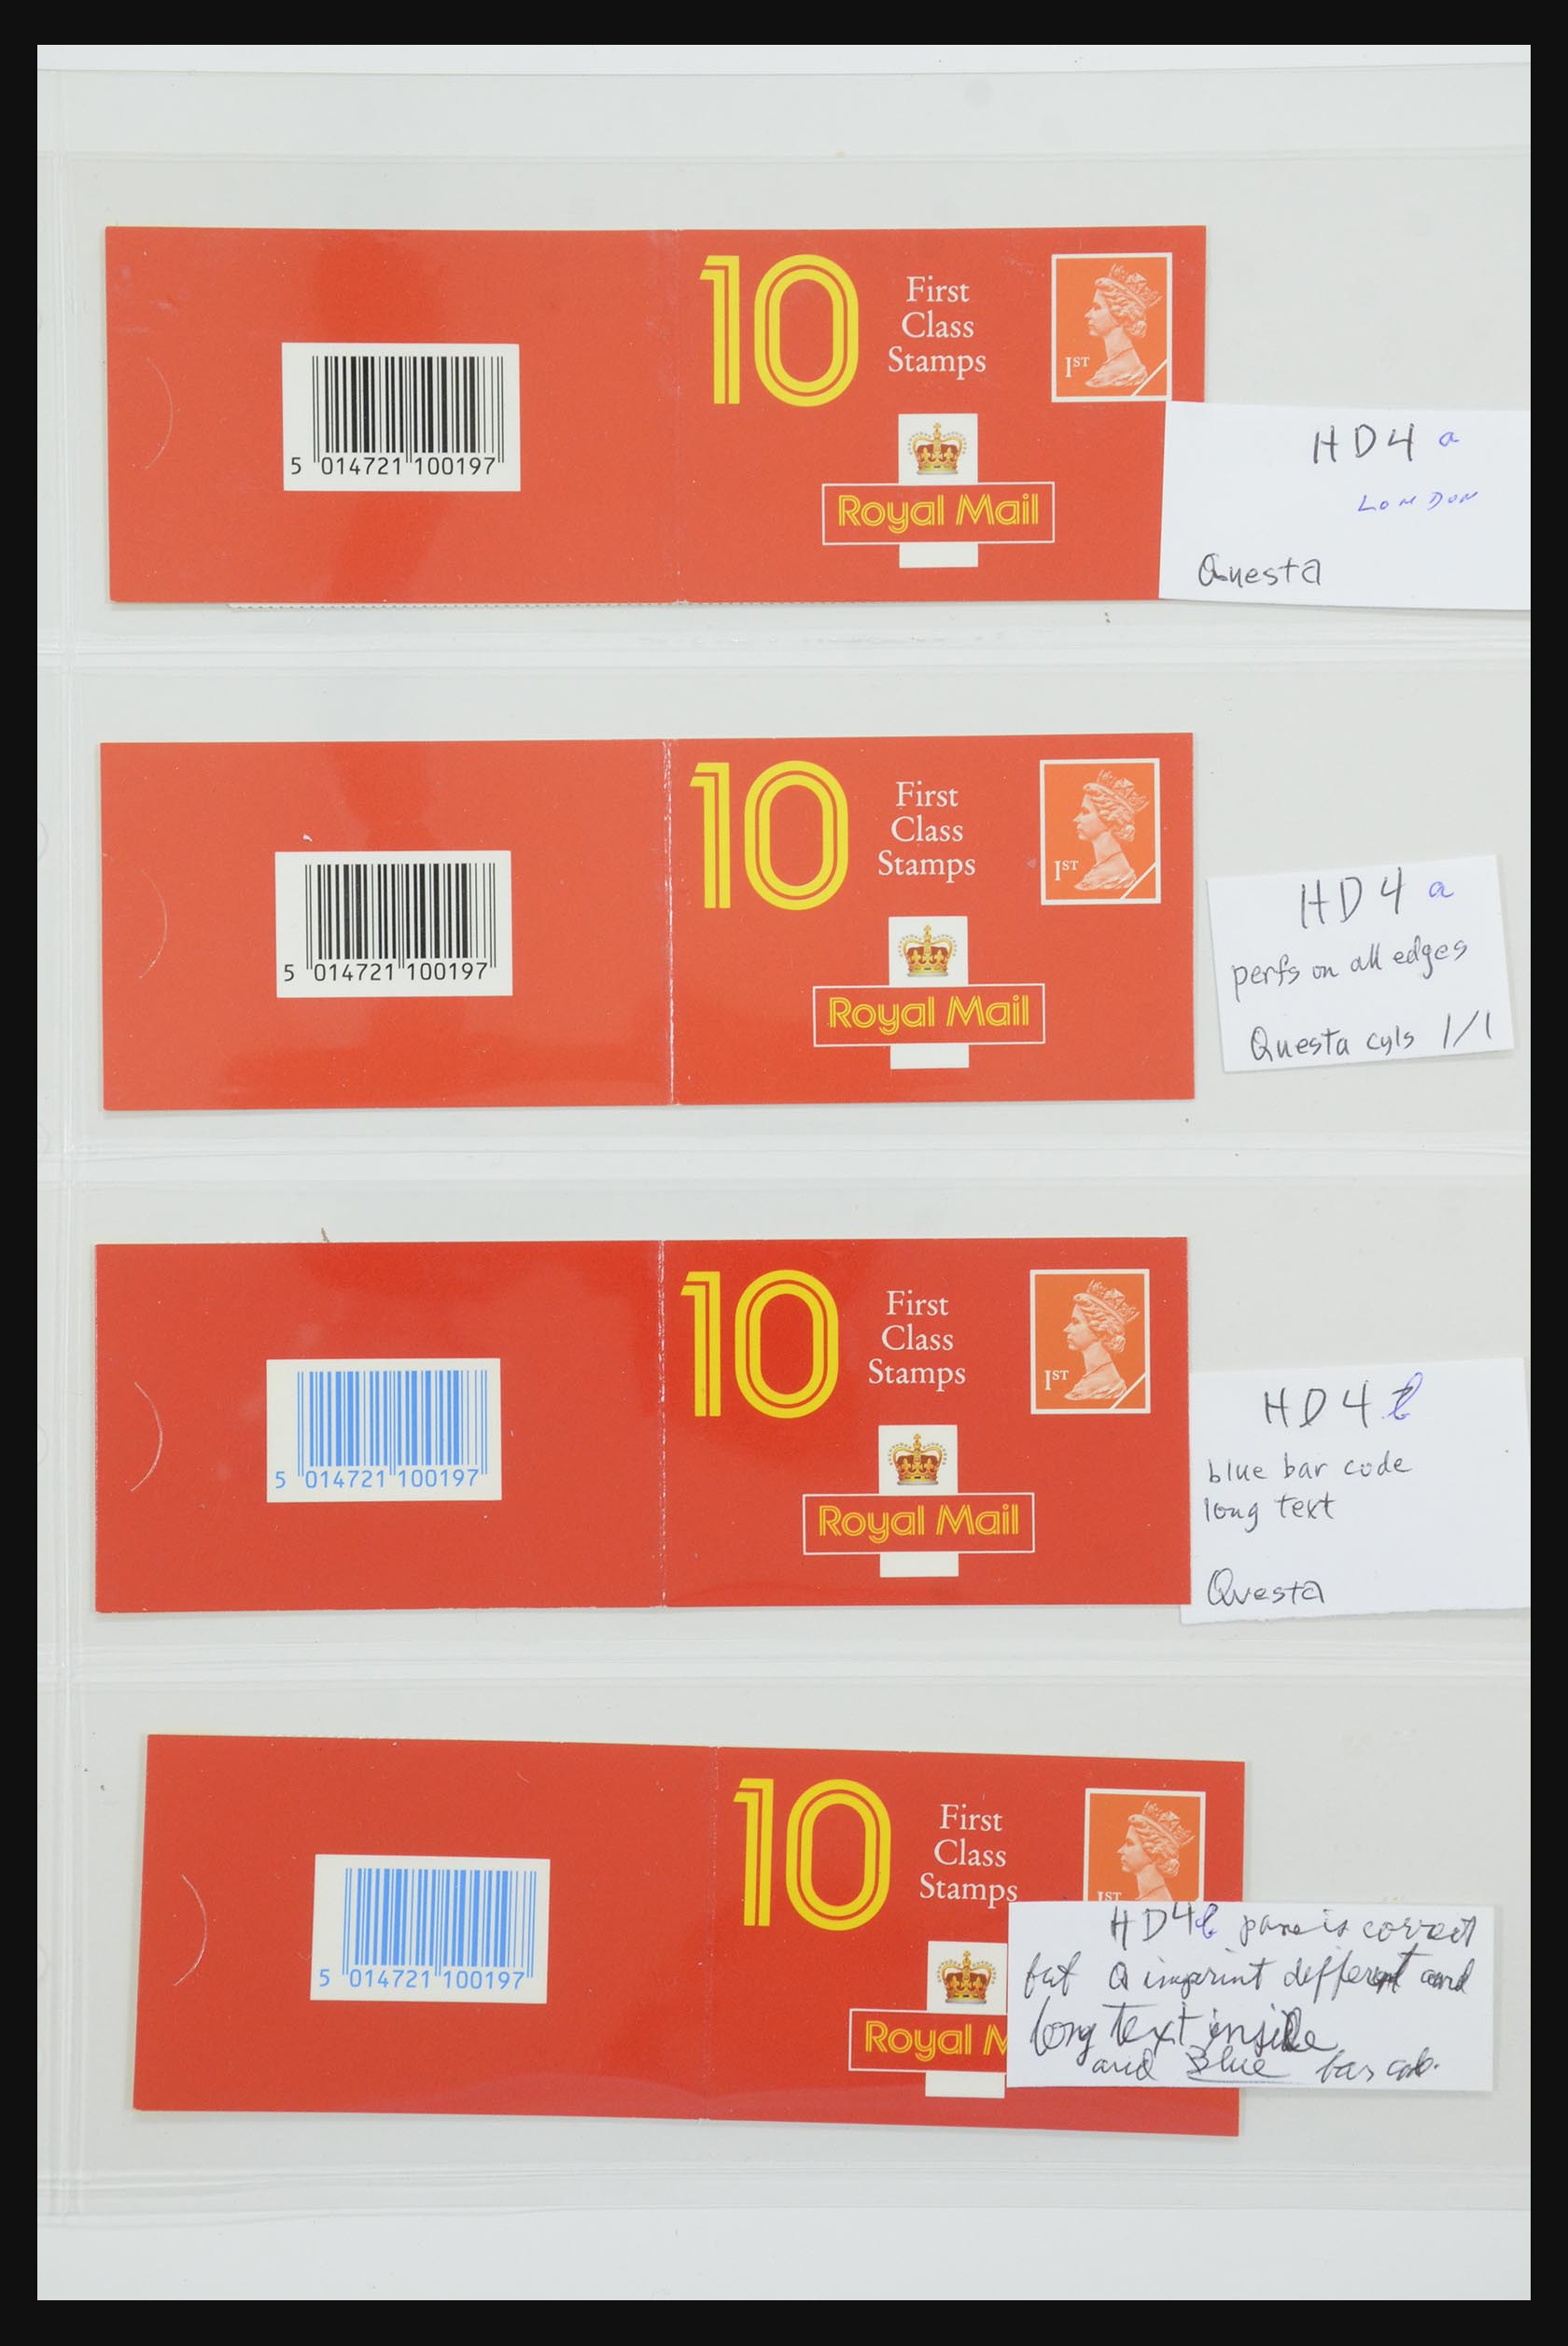 10
First
Class
Stamps
1ST
5 014721 100197
Royal Mail
HD4 a
LONDON
Questa
10
First
Class
Stamps
1ST
5 014721 100197
Royal Mail
HD4 a
perfs on all edges
Questa cyls 1/1
10
First
Class
Stamps
1ST
5 014721 100197
Royal Mail
HD4 b
blue bar code
long text
Questa
10
First
Class
Stamps
1ST
5 014721 100197
Royal M
HD4b pane is correct
but Q imprint different and
long text inside
and Blue bar code.